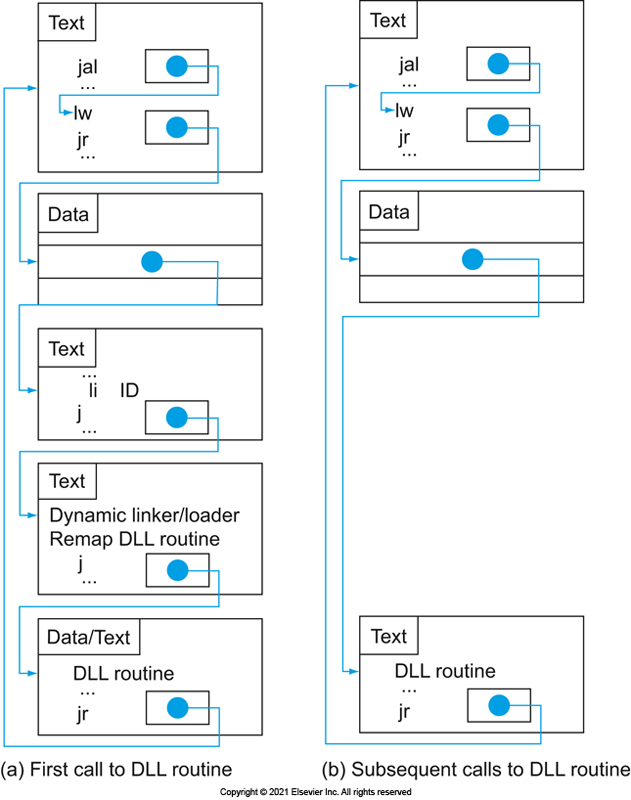 Text
jal
...
lw
jr
...
Data
Text
...
li ID
j
...
Text
Dynamic linker/loader
Remap DLL routine
j
...
Data/Text
DLL routine
...
jr
(a) First call to DLL routine
Text
jal
...
lw
jr
...
Data
Text
DLL routine
...
jr
(b) Subsequent calls to DLL routine
Copyright © 2021 Elsevier Inc. All rights reserved